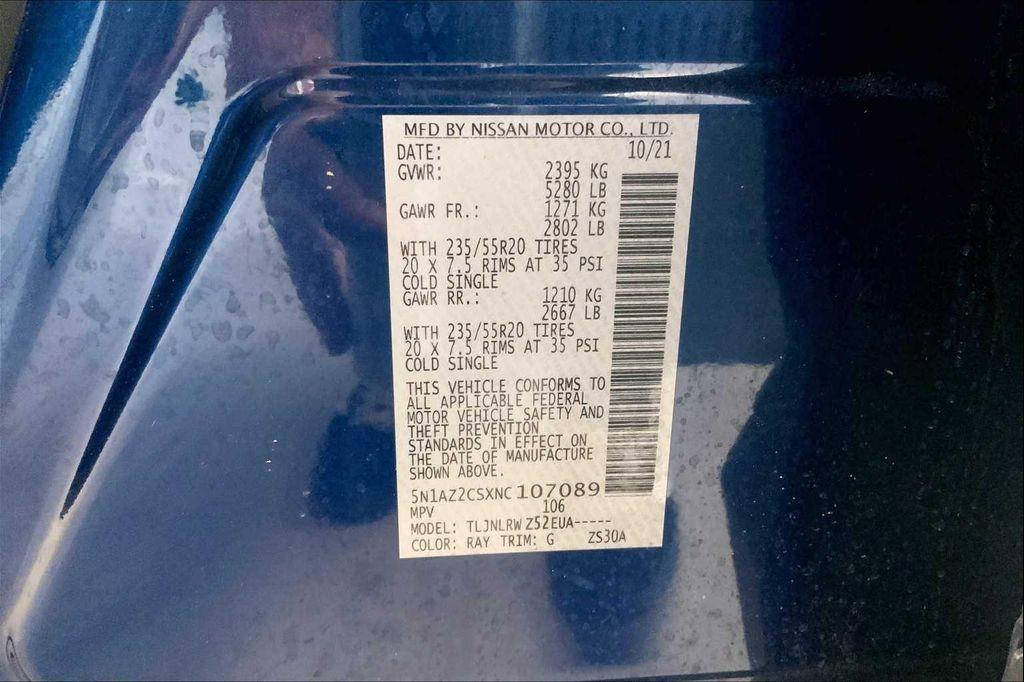 MFD BY NISSAN MOTOR CO., LTD.
DATE: 10/21
GVWR: 2395 KG
5280 LB
GAWR FR.: 1271 KG
2802 LB
WITH 235/55R20 TIRES
20 X 7.5 RIMS AT 35 PSI
COLD SINGLE
GAWR RR.: 1210 KG
2667 LB
WITH 235/55R20 TIRES
20 X 7.5 RIMS AT 35 PSI
COLD SINGLE
THIS VEHICLE CONFORMS TO
ALL APPLICABLE FEDERAL
MOTOR VEHICLE SAFETY AND
THEFT PREVENTION
STANDARDS IN EFFECT ON
THE DATE OF MANUFACTURE
SHOWN ABOVE.
5N1AZ2CSXNC 107089
MPV 106
MODEL: TLJNLRW Z52EUA-----
COLOR: RAY TRIM: G ZS30A